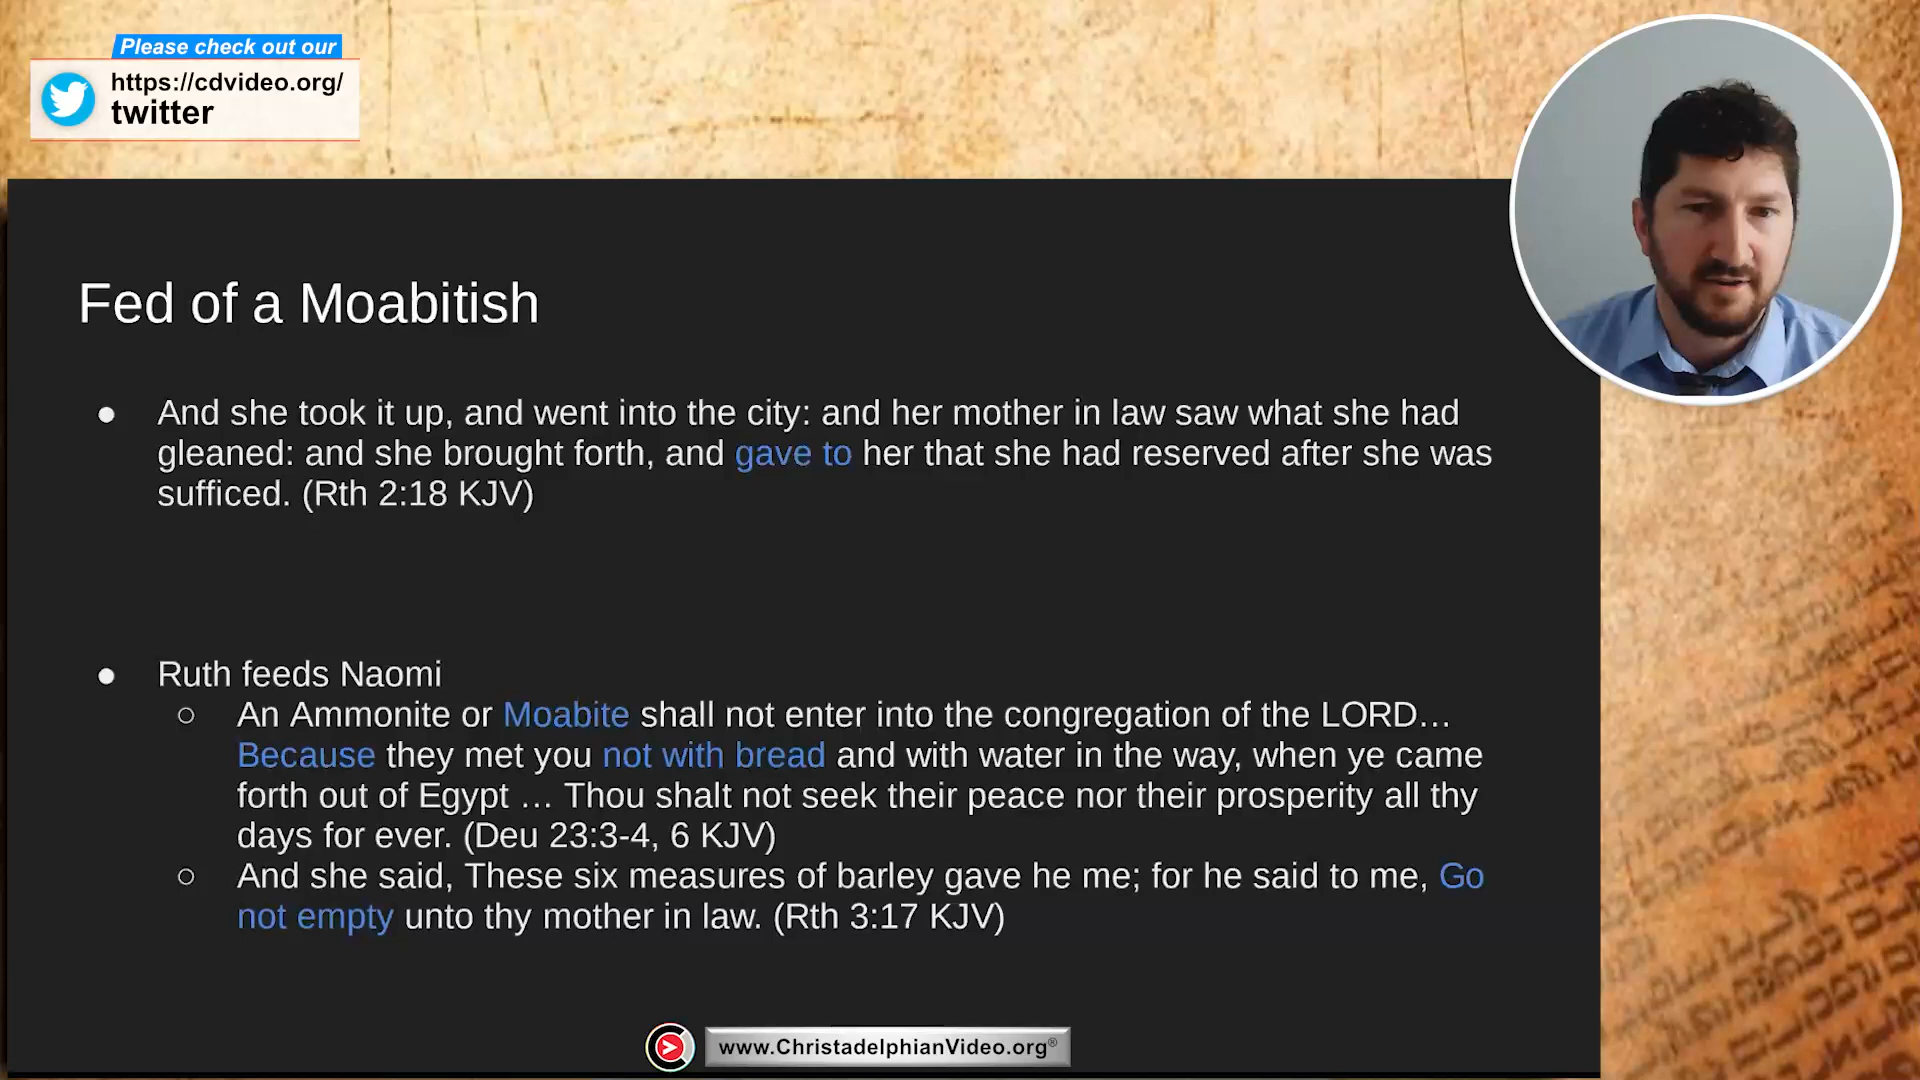 Please check out our
https://cdvideo.org/
twitter
Fed of a Moabitish
● And she took it up, and went into the city: and her mother in law saw what she had
gleaned: and she brought forth, and gave to her that she had reserved after she was
sufficed. (Rth 2:18 KJV)
● Ruth feeds Naomi
○ An Ammonite or Moabite shall not enter into the congregation of the LORD…
Because they met you not with bread and with water in the way, when ye came
forth out of Egypt … Thou shalt not seek their peace nor their prosperity all thy
days for ever. (Deu 23:3-4, 6 KJV)
○ And she said, These six measures of barley gave he me; for he said to me, Go
not empty unto thy mother in law. (Rth 3:17 KJV)
www.ChristadelphianVideo.org®